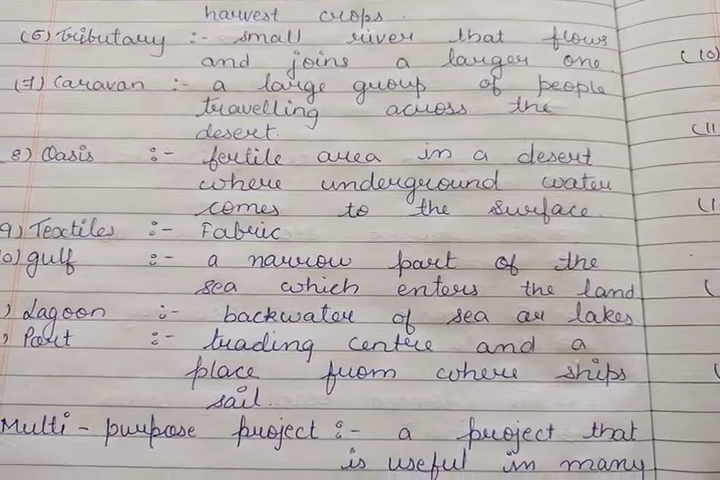 harvest crops.
(6) Tributary :- small river that flows
and joins a larger one.
(10)
(7) Caravan :- a large group of people
travelling across the
desert.
(11
8) Oasis :- fertile area in a desert
where underground water
comes to the surface.
(1
9) Textiles :- Fabric
0) gulf :- a narrow part of the
sea which enters the land
(
) Lagoon :- backwater of sea or lakes
) Port :- trading centre and a
place from where ships
(
sail.
Multi-purpose project :- a project that
is useful in many